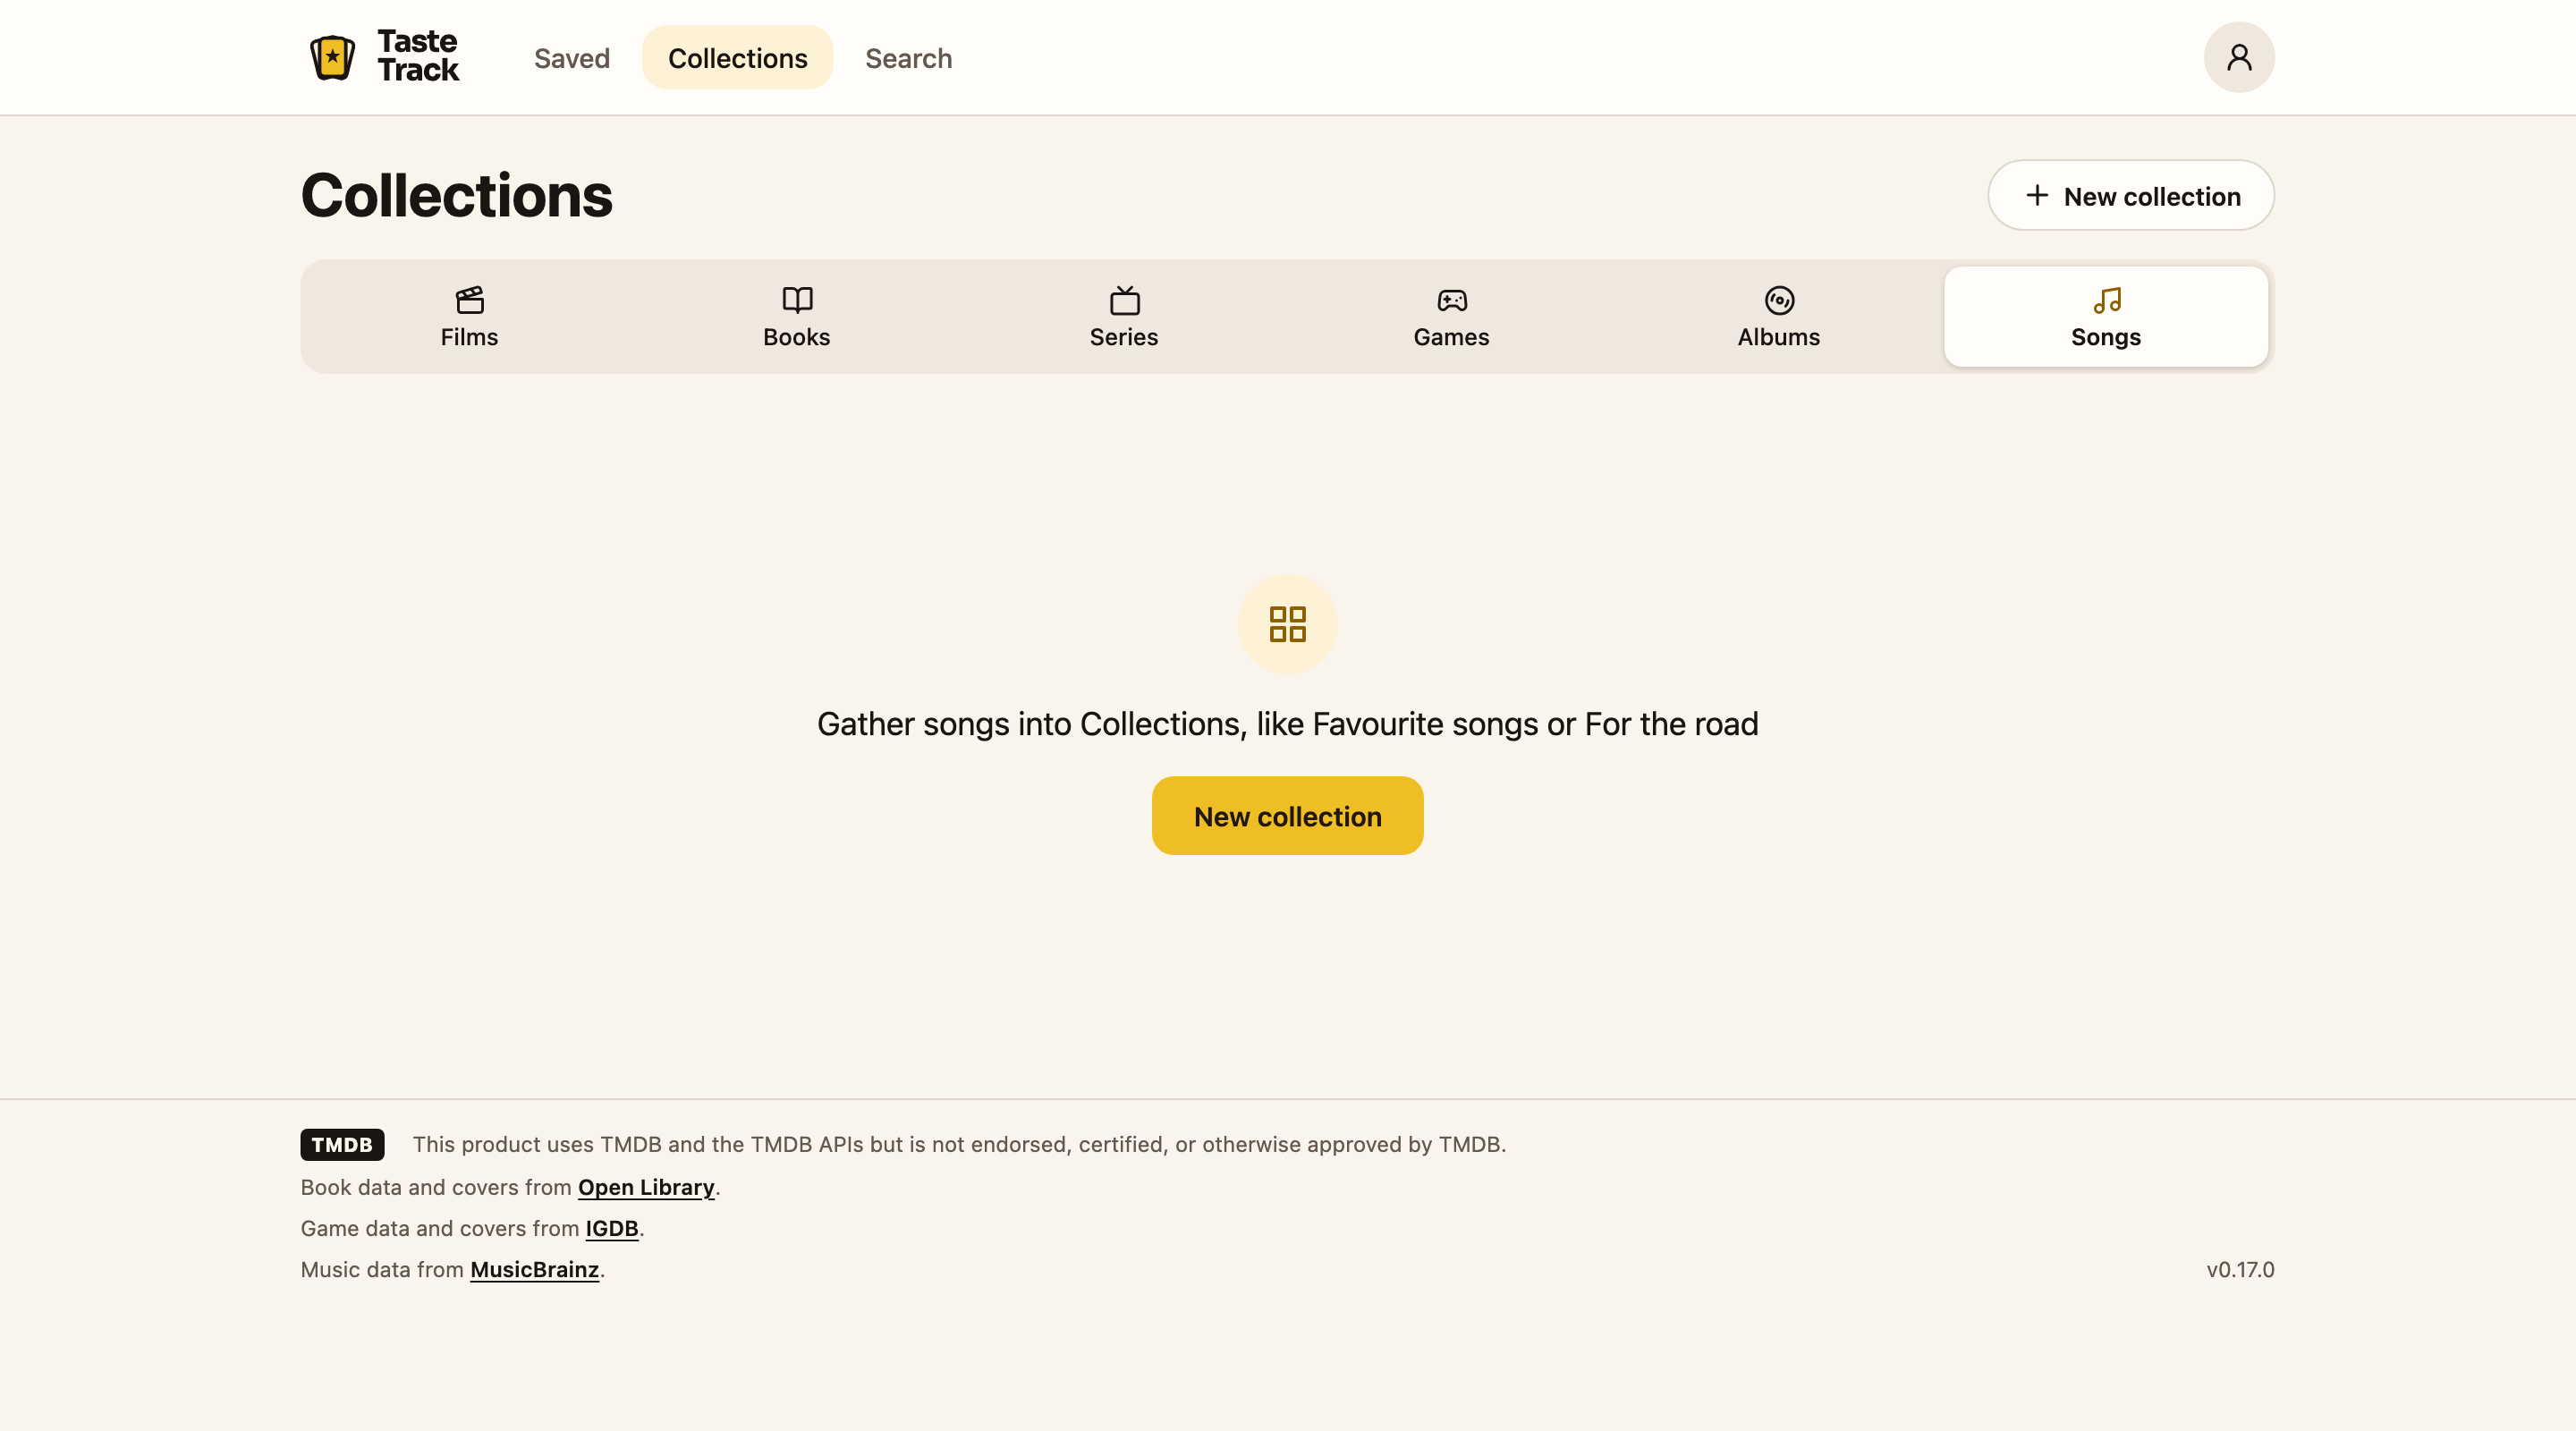 Taste
Track
Saved
Collections
Search
Collections
New collection
Films
Books
Series
Games
Albums
Songs
Gather songs into Collections, like Favourite songs or For the road
New collection
TMDB This product uses TMDB and the TMDB APIs but is not endorsed, certified, or otherwise approved by TMDB.
Book data and covers from Open Library.
Game data and covers from IGDB.
Music data from MusicBrainz.
v0.17.0